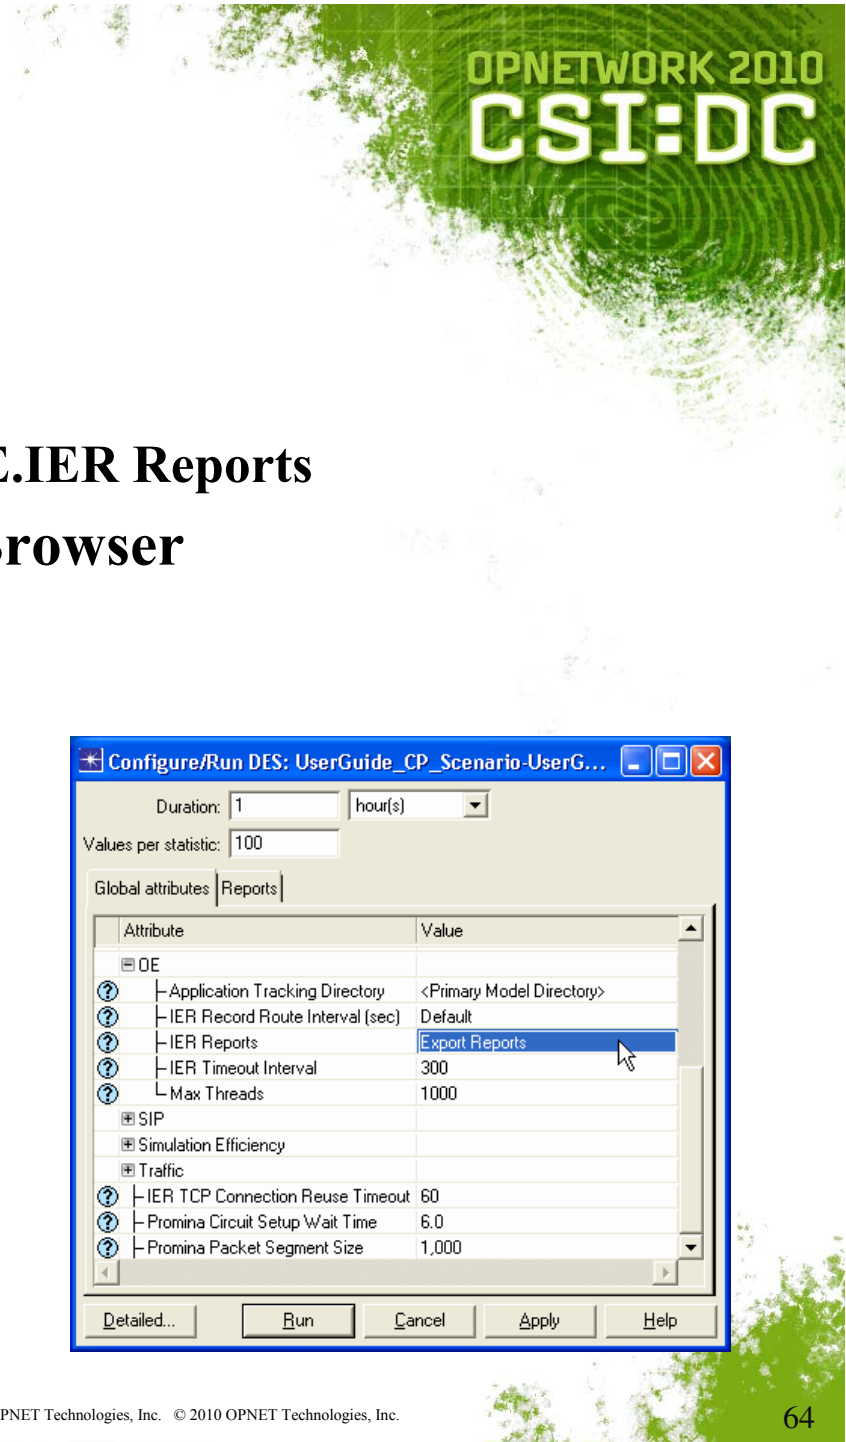 OPNETWORK 2010
CSI:DC
E.IER Reports
Browser
Configure/Run DES: UserGuide_CP_Scenario-UserG...
Duration: 1 hour(s)
Values per statistic: 100
Global attributes Reports
Attribute Value
OE
Application Tracking Directory <Primary Model Directory>
IER Record Route Interval (sec) Default
IER Reports Export Reports
IER Timeout Interval 300
Max Threads 1000
SIP
Simulation Efficiency
Traffic
IER TCP Connection Reuse Timeout 60
Promina Circuit Setup Wait Time 6.0
Promina Packet Segment Size 1,000
Detailed... Run Cancel Apply Help
PNET Technologies, Inc. © 2010 OPNET Technologies, Inc.
64